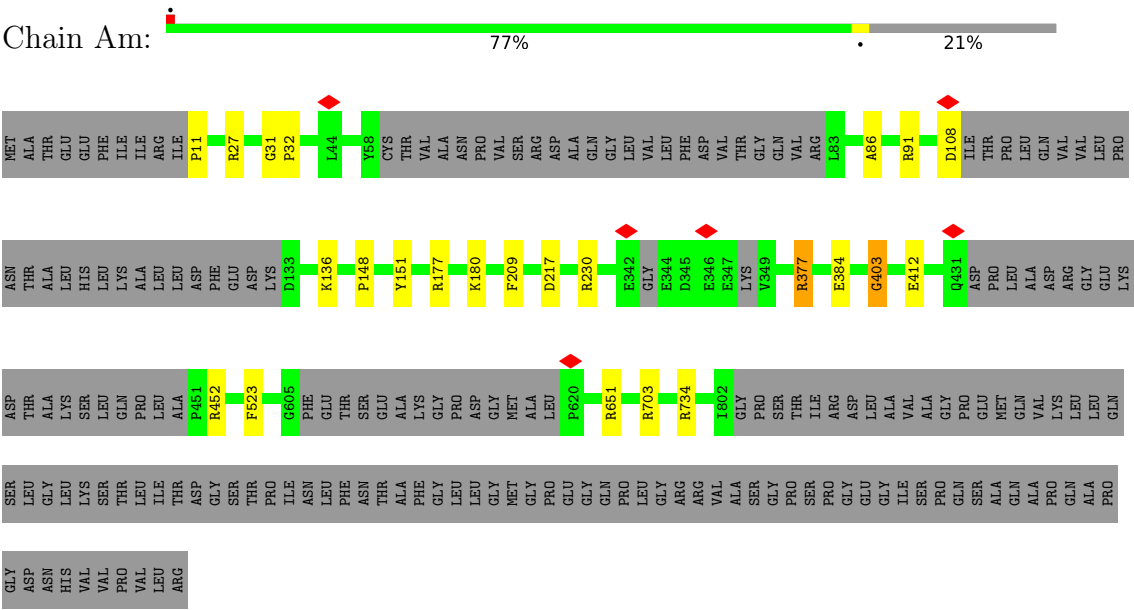 Chain Am: 77% 21%
MET ALA THR GLU GLU PHE ILE ILE ARG ILE P11 R27 G31 P32 L44 Y58 CYS THR VAL ALA ASN PRO VAL SER ARG ASP ALA GLN GLY LEU VAL LEU PHE ASP VAL THR GLY GLN VAL ARG L83 A86 R91 D108 ILE THR PRO LEU GLN VAL VAL LEU PRO
ASN THR ALA LEU HIS LEU LYS ALA LEU LEU ASP PHE GLU ASP LYS D133 K136 P148 Y151 R177 K180 F209 D217 R230 E342 GLY E344 D345 E346 E347 LYS V349 R377 E384 G403 E412 Q431 ASP PRO LEU ALA ASP ARG GLY GLU LYS
ASP THR ALA LYS SER LEU GLN PRO LEU ALA P451 R452 F523 G605 PHE GLU THR SER GLU ALA LYS GLY PRO ASP GLY MET ALA LEU P620 R651 R703 R734 I802 GLY PRO SER THR ILE ARG ASP LEU ALA VAL ALA GLY PRO GLU MET GLN VAL LYS LEU LEU GLN
SER LEU GLY LEU LYS SER THR LEU ILE THR ASP GLY SER THR PRO ILE ASN LEU PHE ASN THR ALA PHE GLY LEU LEU GLY MET GLY PRO GLU GLY GLN PRO LEU GLY ARG ARG VAL ALA SER GLY PRO SER PRO GLY GLU GLY ILE SER PRO GLN SER ALA GLN ALA PRO GLN ALA PRO
GLY ASP ASN HIS VAL VAL PRO VAL LEU ARG